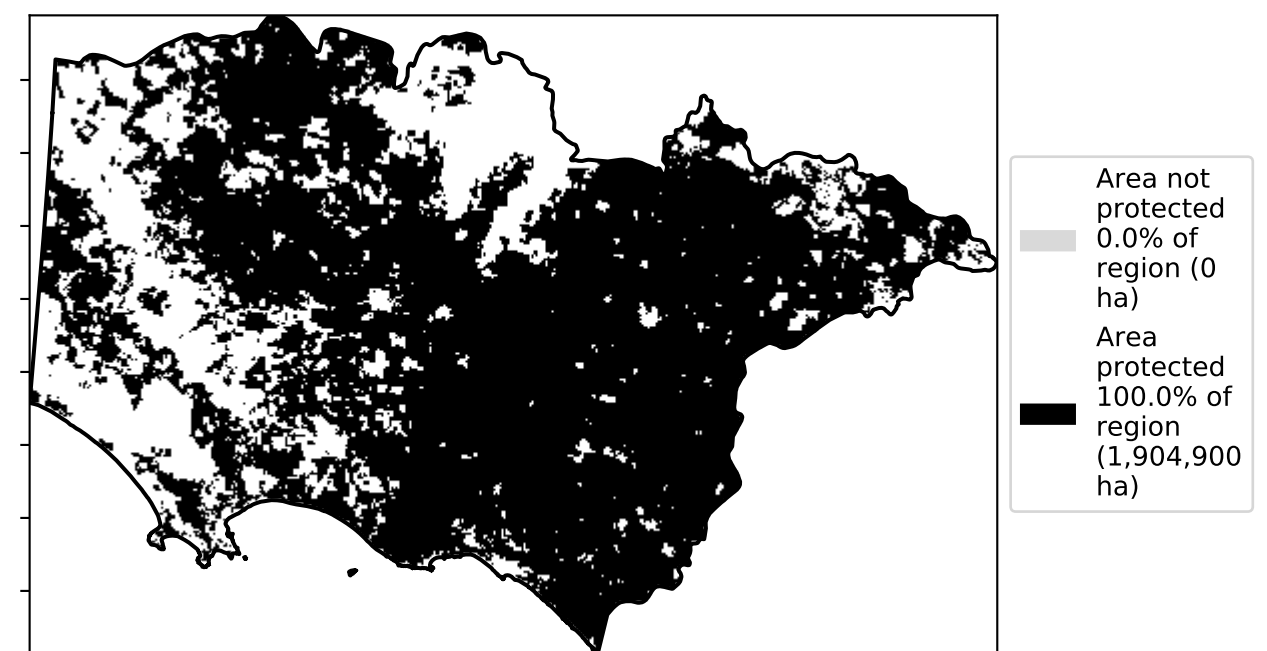 Area not
protected
0.0% of
region (0
ha)
Area
protected
100.0% of
region
(1,904,900
ha)